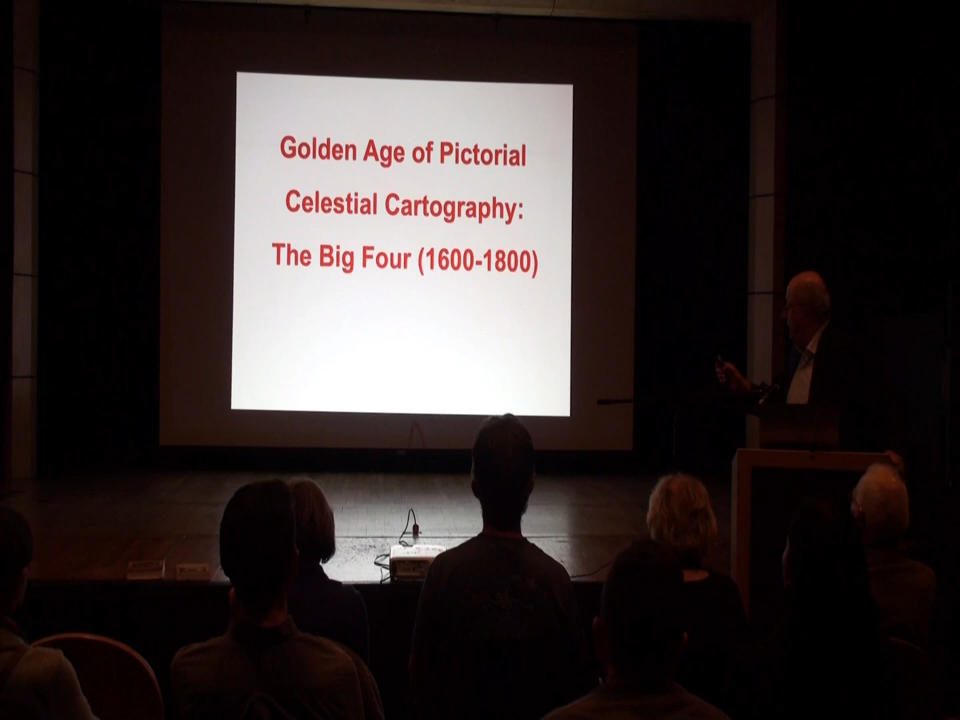 Golden Age of Pictorial
Celestial Cartography:
The Big Four (1600-1800)